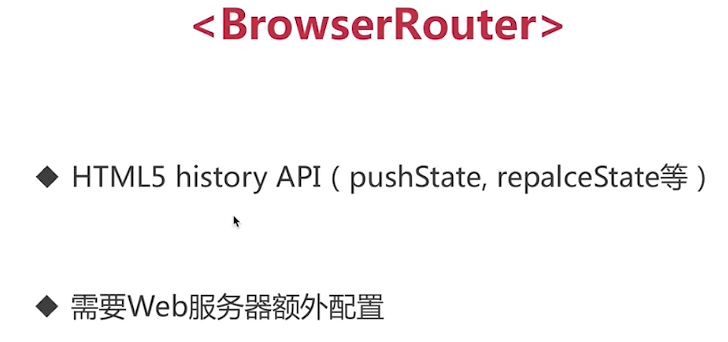 <BrowserRouter>
◆ HTML5 history API（pushState, repalceState等）
◆ 需要Web服务器额外配置